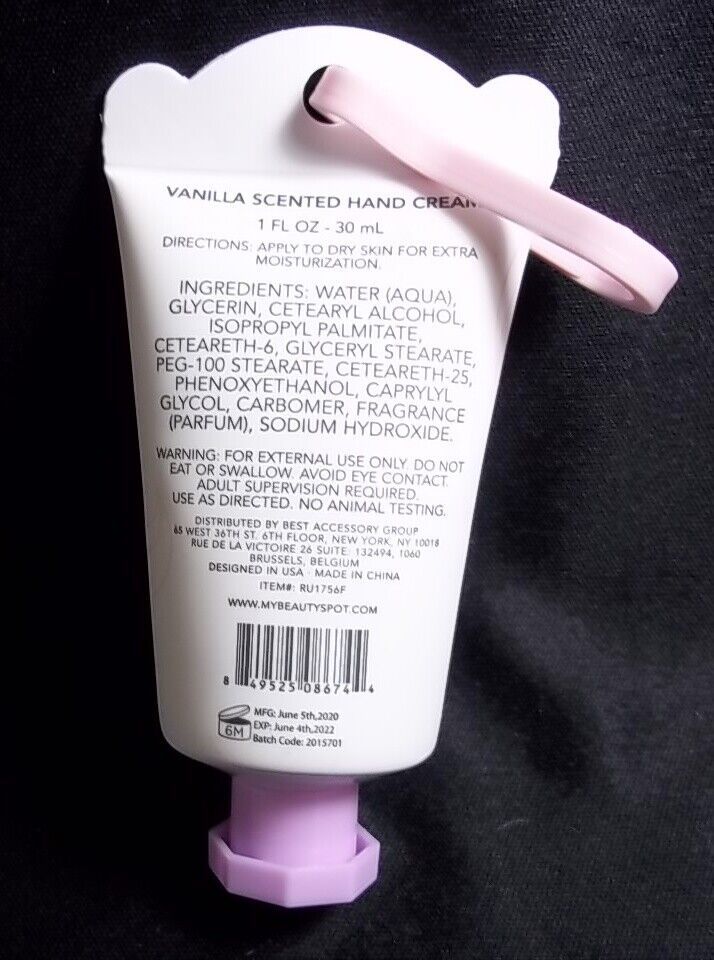 VANILLA SCENTED HAND CREAM
1 FL OZ - 30 mL
DIRECTIONS: APPLY TO DRY SKIN FOR EXTRA
MOISTURIZATION.
INGREDIENTS: WATER (AQUA),
GLYCERIN, CETEARYL ALCOHOL,
ISOPROPYL PALMITATE,
CETEARETH-6, GLYCERYL STEARATE,
PEG-100 STEARATE, CETEARETH-25,
PHENOXYETHANOL, CAPRYLYL
GLYCOL, CARBOMER, FRAGRANCE
(PARFUM), SODIUM HYDROXIDE.
WARNING: FOR EXTERNAL USE ONLY. DO NOT
EAT OR SWALLOW. AVOID EYE CONTACT.
ADULT SUPERVISION REQUIRED.
USE AS DIRECTED. NO ANIMAL TESTING.
DISTRIBUTED BY BEST ACCESSORY GROUP
65 WEST 36TH ST. 6TH FLOOR, NEW YORK, NY 10018
RUE DE LA VICTOIRE 26 SUITE: 132494, 1060
BRUSSELS, BELGIUM
DESIGNED IN USA · MADE IN CHINA
ITEM#: RU1756F
WWW.MYBEAUTYSPOT.COM
8 49525 08674 4
6M
MFG: June 5th,2020
EXP: June 4th,2022
Batch Code: 2015701